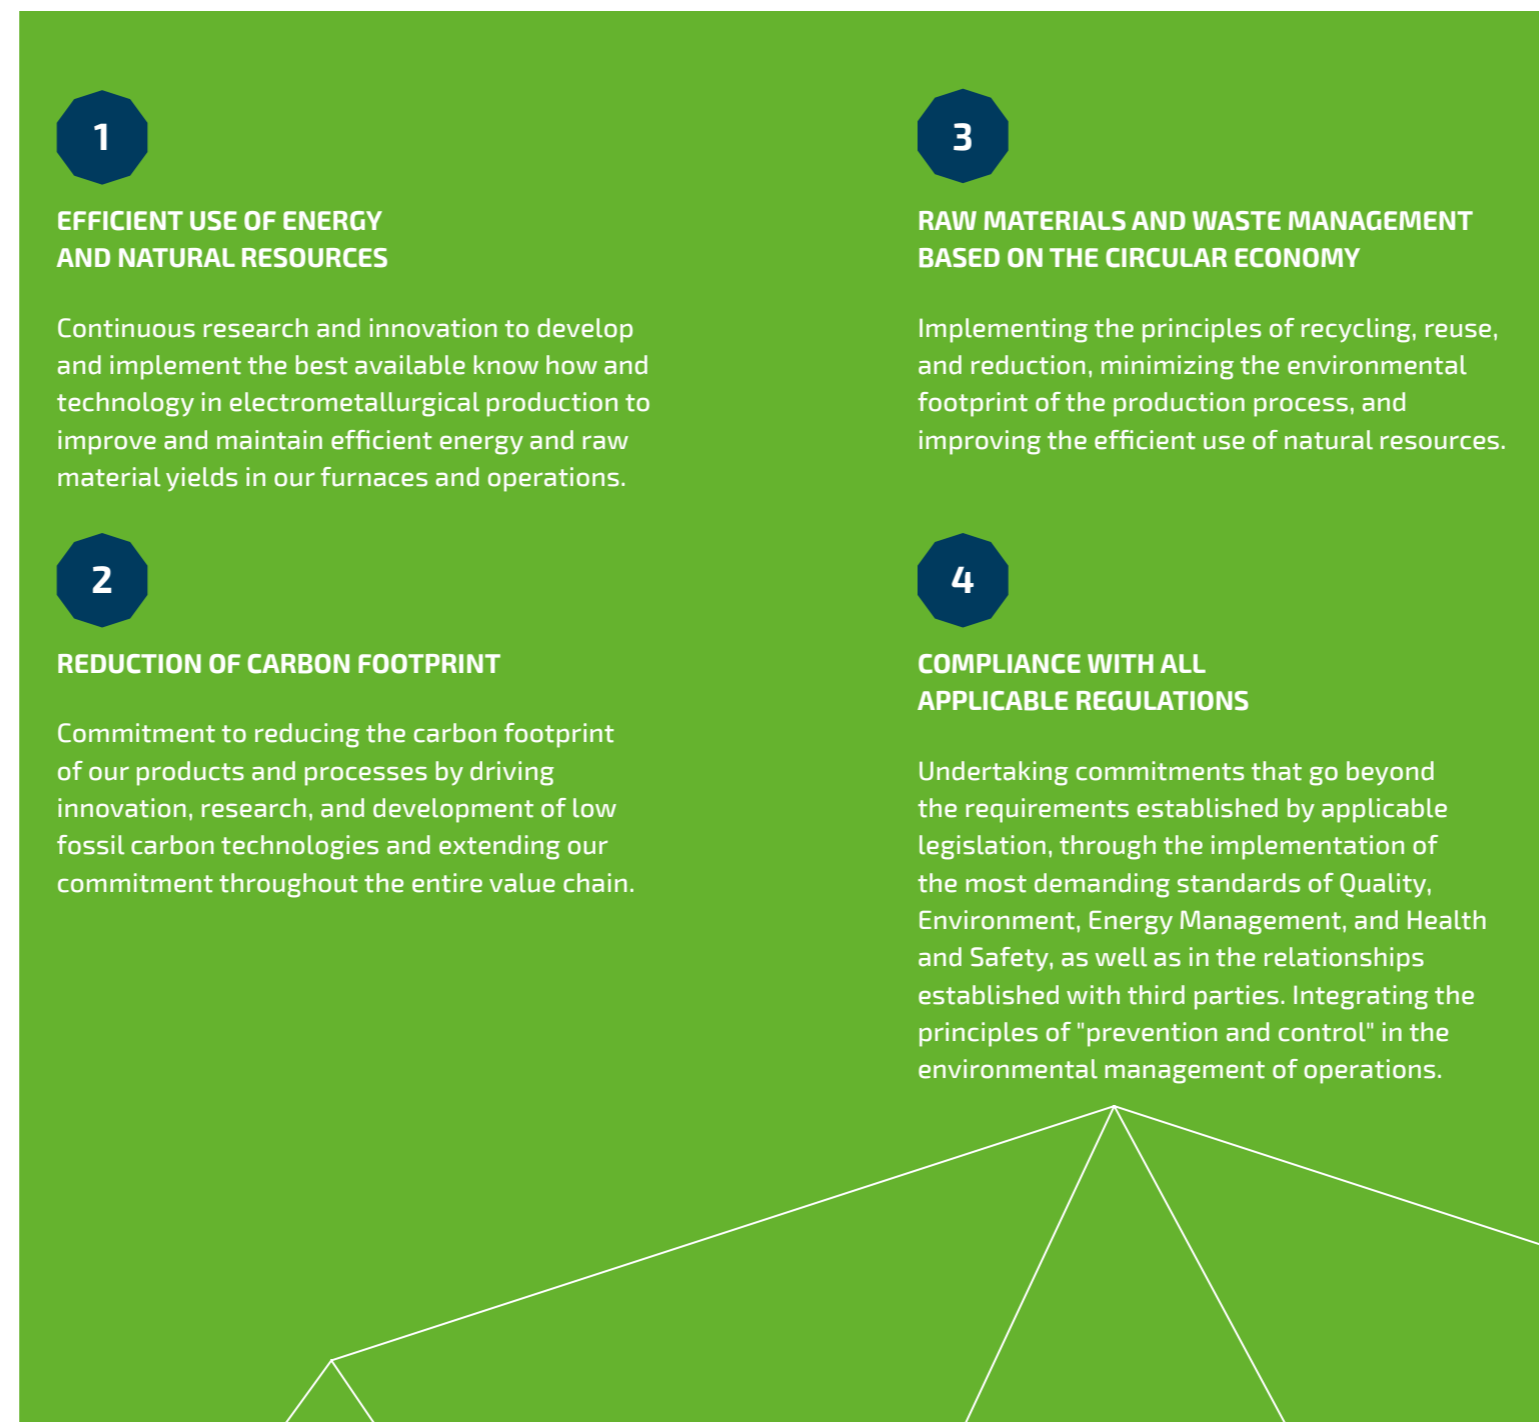 1
EFFICIENT USE OF ENERGY
AND NATURAL RESOURCES
Continuous research and innovation to develop
and implement the best available know how and
technology in electrometallurgical production to
improve and maintain efficient energy and raw
material yields in our furnaces and operations.
2
REDUCTION OF CARBON FOOTPRINT
Commitment to reducing the carbon footprint
of our products and processes by driving
innovation, research, and development of low
fossil carbon technologies and extending our
commitment throughout the entire value chain.
3
RAW MATERIALS AND WASTE MANAGEMENT
BASED ON THE CIRCULAR ECONOMY
Implementing the principles of recycling, reuse,
and reduction, minimizing the environmental
footprint of the production process, and
improving the efficient use of natural resources.
4
COMPLIANCE WITH ALL
APPLICABLE REGULATIONS
Undertaking commitments that go beyond
the requirements established by applicable
legislation, through the implementation of
the most demanding standards of Quality,
Environment, Energy Management, and Health
and Safety, as well as in the relationships
established with third parties. Integrating the
principles of "prevention and control" in the
environmental management of operations.